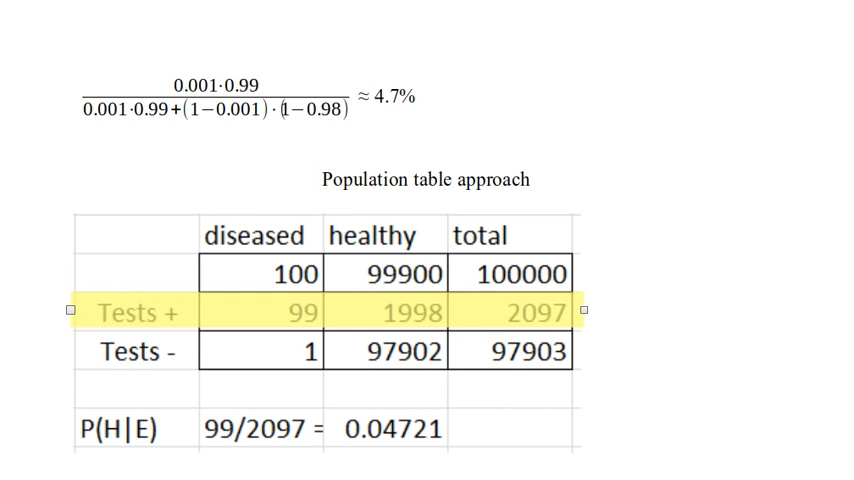 0.001·0.99
0.001·0.99+(1−0.001)·(1−0.98) ≈ 4.7%
Population table approach
diseased healthy total
100 99900 100000
Tests + 99 1998 2097
Tests - 1 97902 97903
P(H|E) 99/2097 = 0.04721